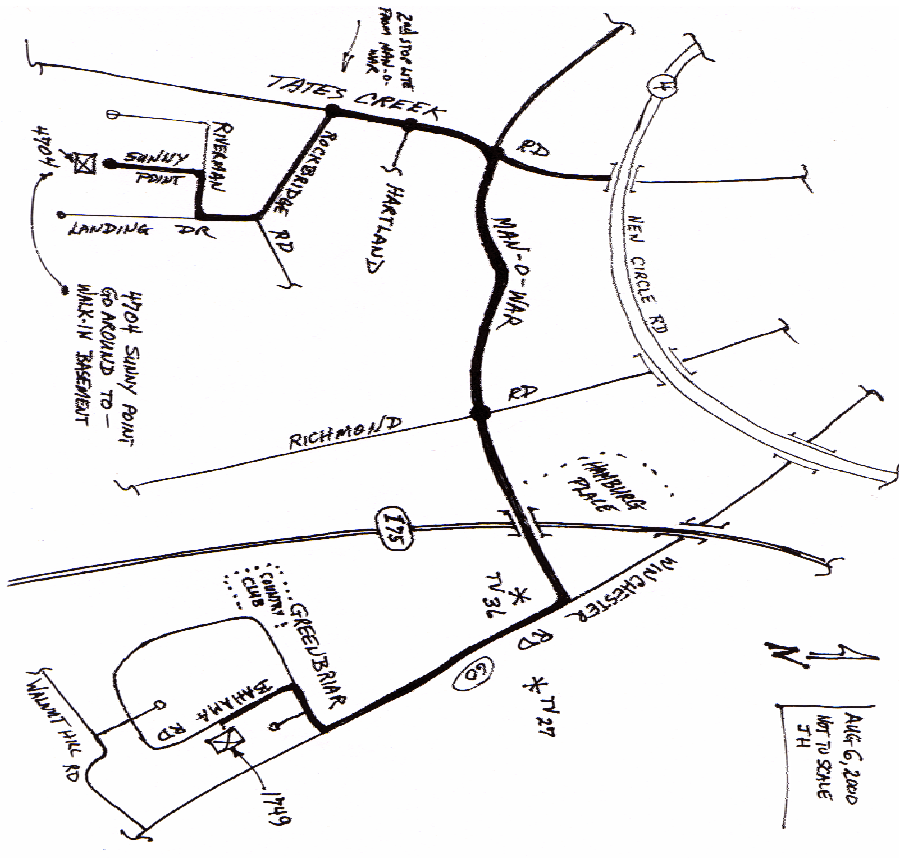 2nd STOP LITE
FROM MAN-O-
WAR
TATES CREEK
RD
4
NEW CIRCLE RD
ROCKBRIDGE RD
HARTLAND
RIVERMAN
SUNNY
POINT
4704
LANDING DR
MAN-O-WAR
4704 SUNNY POINT
GO AROUND TO -
WALK-IN BASEMENT
RICHMOND
RD
HAMBURG
PLACE
I75
WINCHESTER
RD
TV 36
60
TV 27
GREENBRIAR
COUNTRY
CLUB
BAHAMA
RD
1749
WALNUT HILL RD
N
AUG 6, 2000
NOT TO SCALE
JH